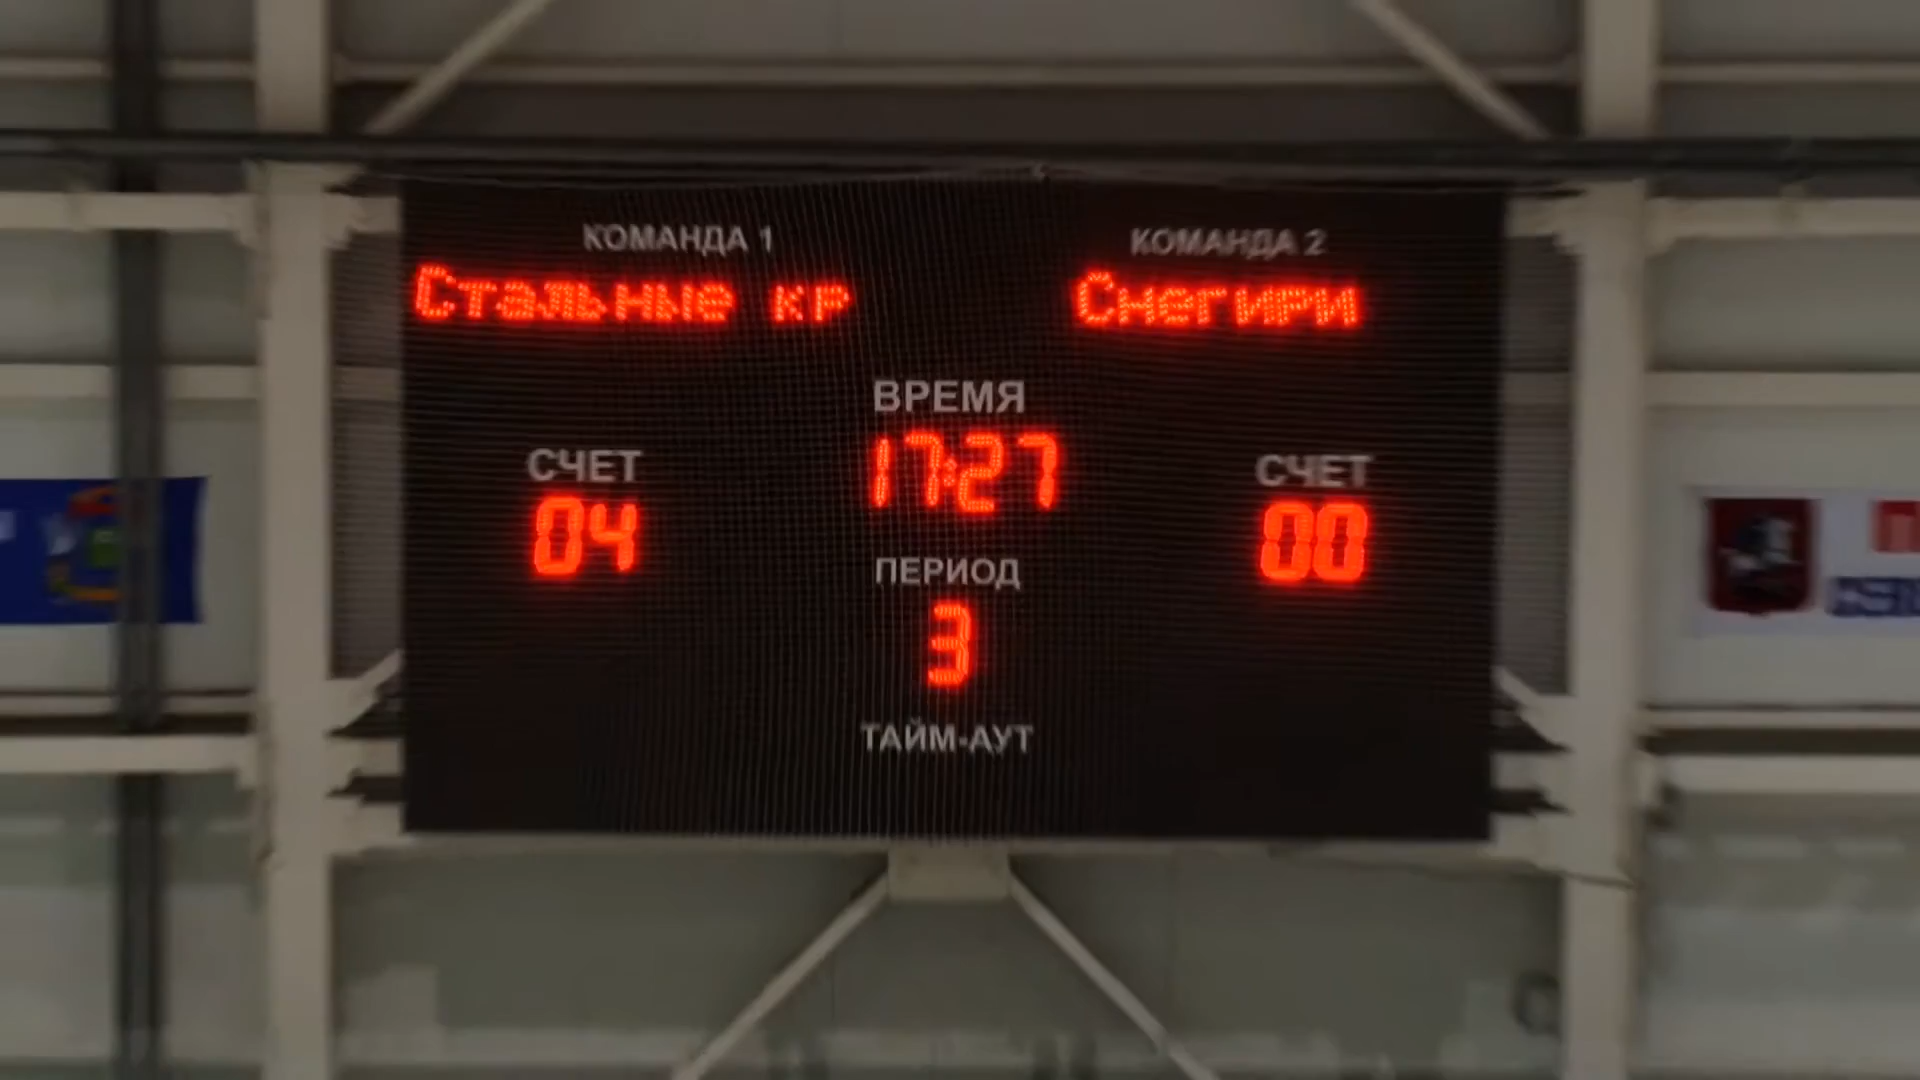 КОМАНДА 1
КОМАНДА 2
Стальные кр
Снегири
ВРЕМЯ
17:27
СЧЕТ
СЧЕТ
04
00
ПЕРИОД
3
ТАЙМ-АУТ